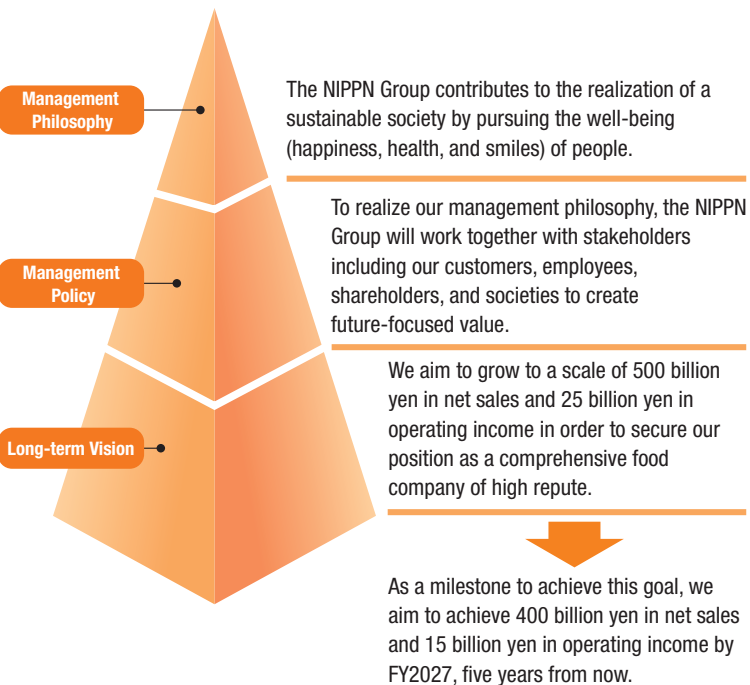 Management
Philosophy
The NIPPN Group contributes to the realization of a
sustainable society by pursuing the well-being
(happiness, health, and smiles) of people.
Management
Policy
To realize our management philosophy, the NIPPN
Group will work together with stakeholders
including our customers, employees,
shareholders, and societies to create
future-focused value.
Long-term Vision
We aim to grow to a scale of 500 billion
yen in net sales and 25 billion yen in
operating income in order to secure our
position as a comprehensive food
company of high repute.
As a milestone to achieve this goal, we
aim to achieve 400 billion yen in net sales
and 15 billion yen in operating income by
FY2027, five years from now.